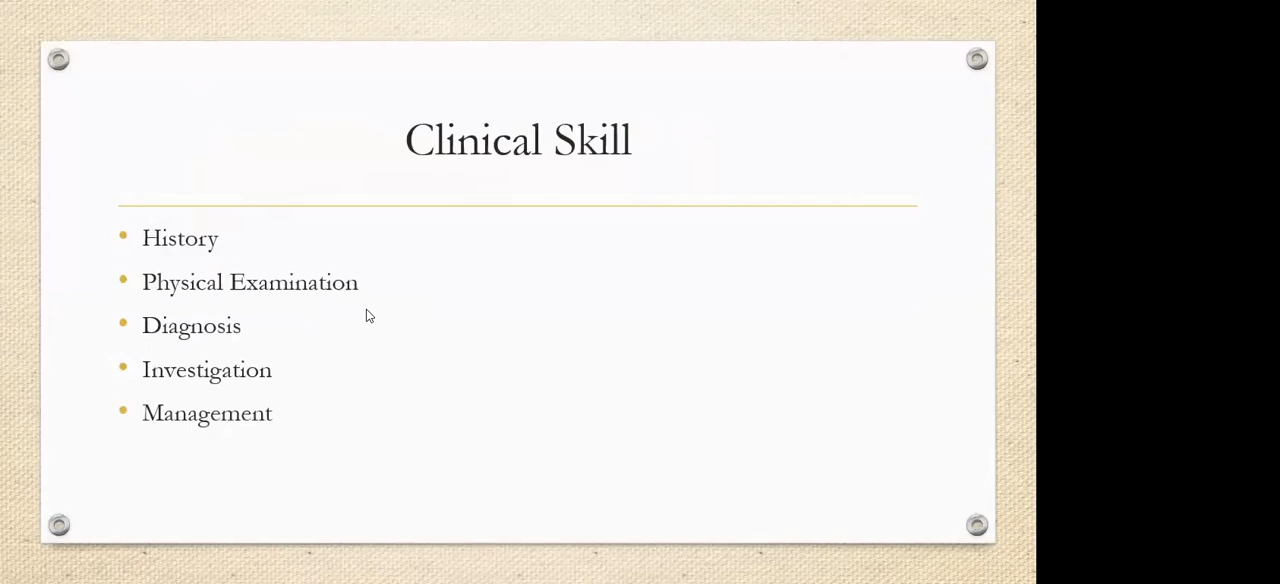 Clinical Skill
History
Physical Examination
Diagnosis
Investigation
Management